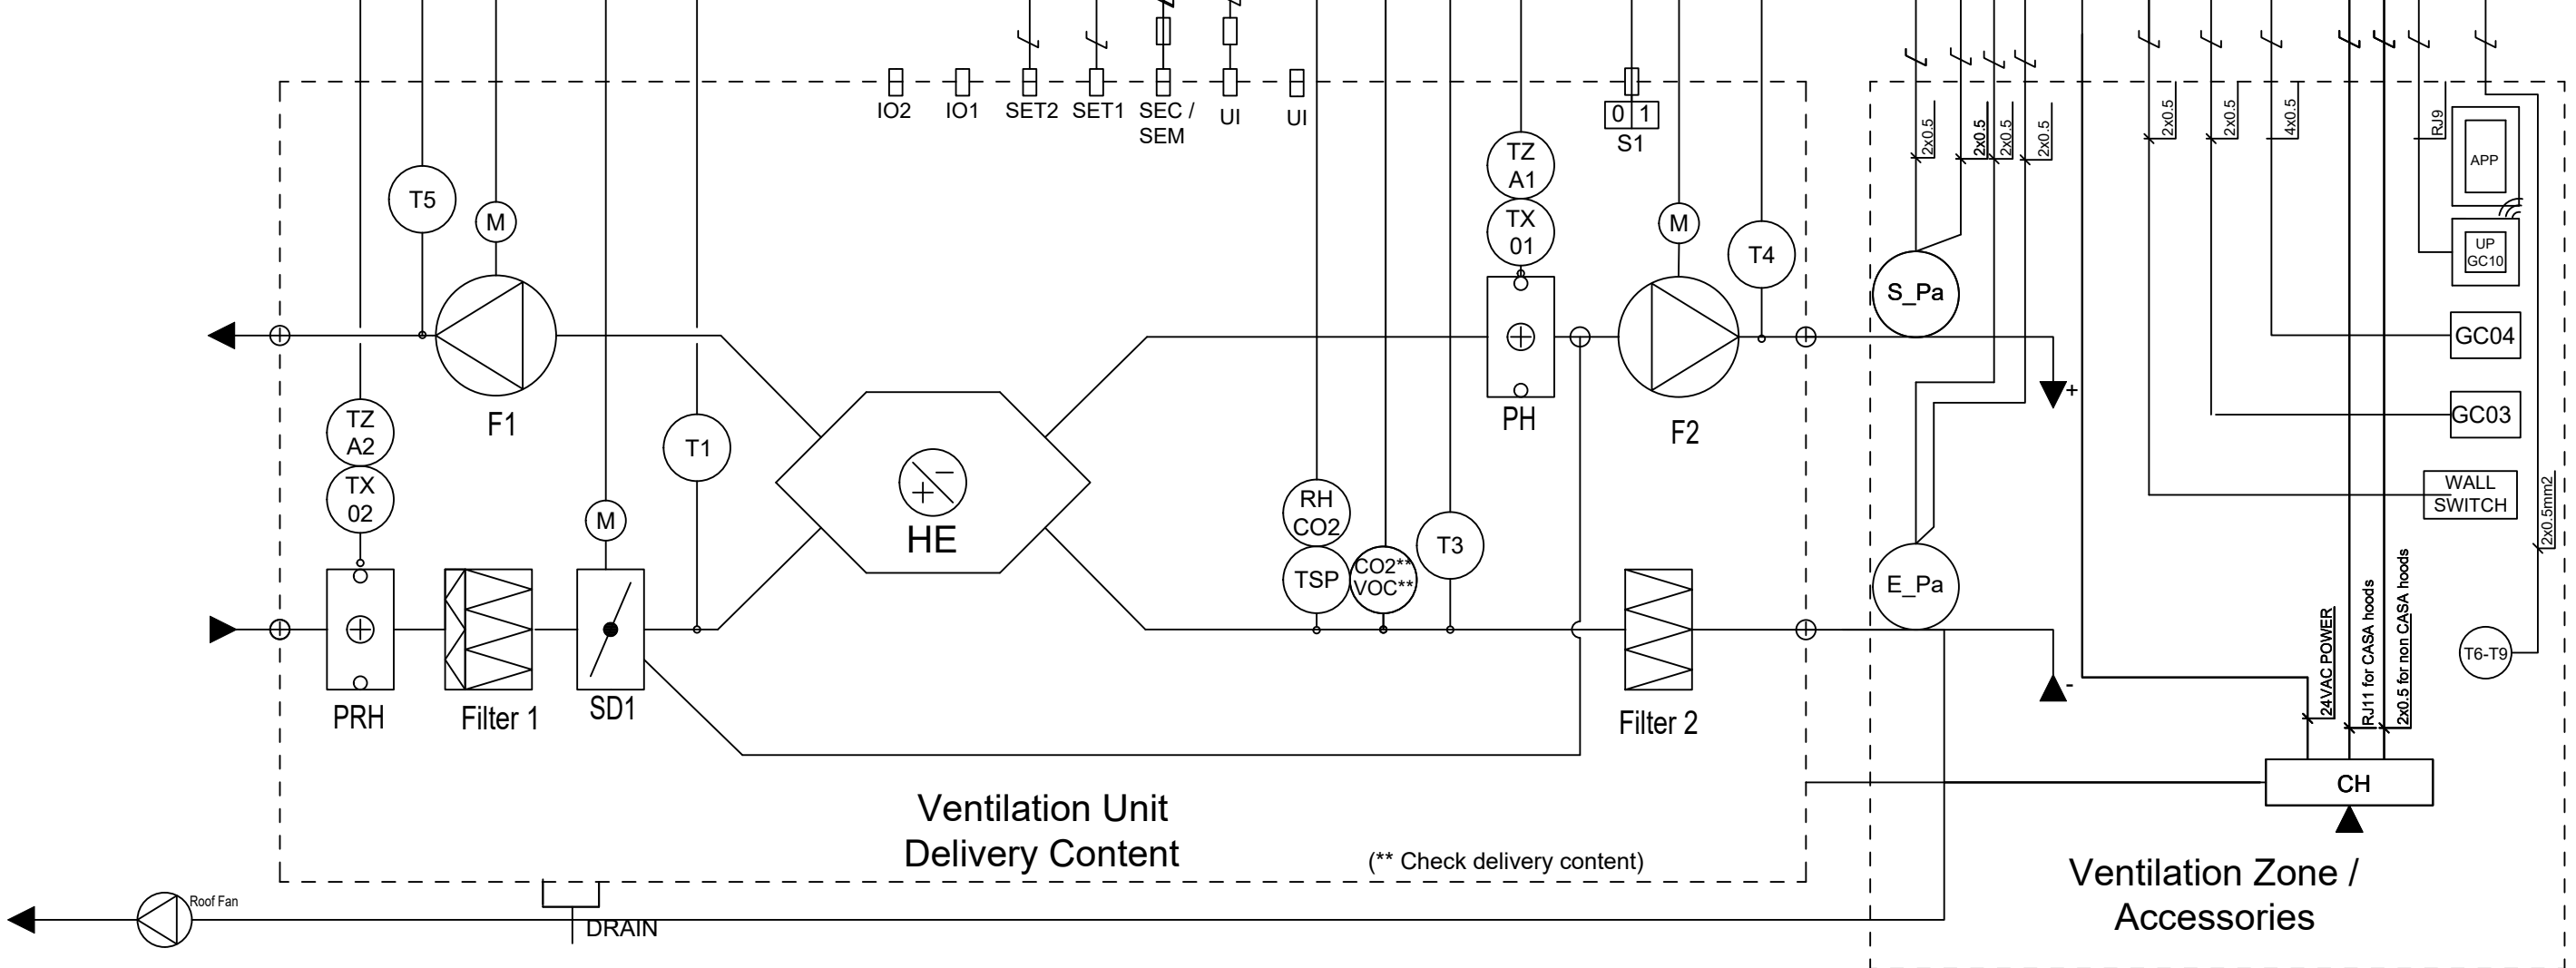 IO2
IO1
SET2
SET1
SEC /
SEM
UI
UI
0 1
S1
2x0.5
2x0.5
2x0.5
2x0.5
2x0.5
2x0.5
4x0.5
RJ9
APP
UP
GC10
T5
M
TZ
A1
TX
01
M
T4
S_Pa
GC04
+
F1
PH
F2
GC03
TZ
A2
TX
02
T1
M
+ −
HE
RH
CO2
TSP
CO2**
VOC**
T3
E_Pa
WALL
SWITCH
2x0.5mm2
T6-T9
PRH
Filter 1
SD1
Filter 2
-
24VAC POWER
RJ11 for CASA hoods
2x0.5 for non CASA hoods
CH
Ventilation Unit
Delivery Content
(** Check delivery content)
Ventilation Zone /
Accessories
Roof Fan
DRAIN